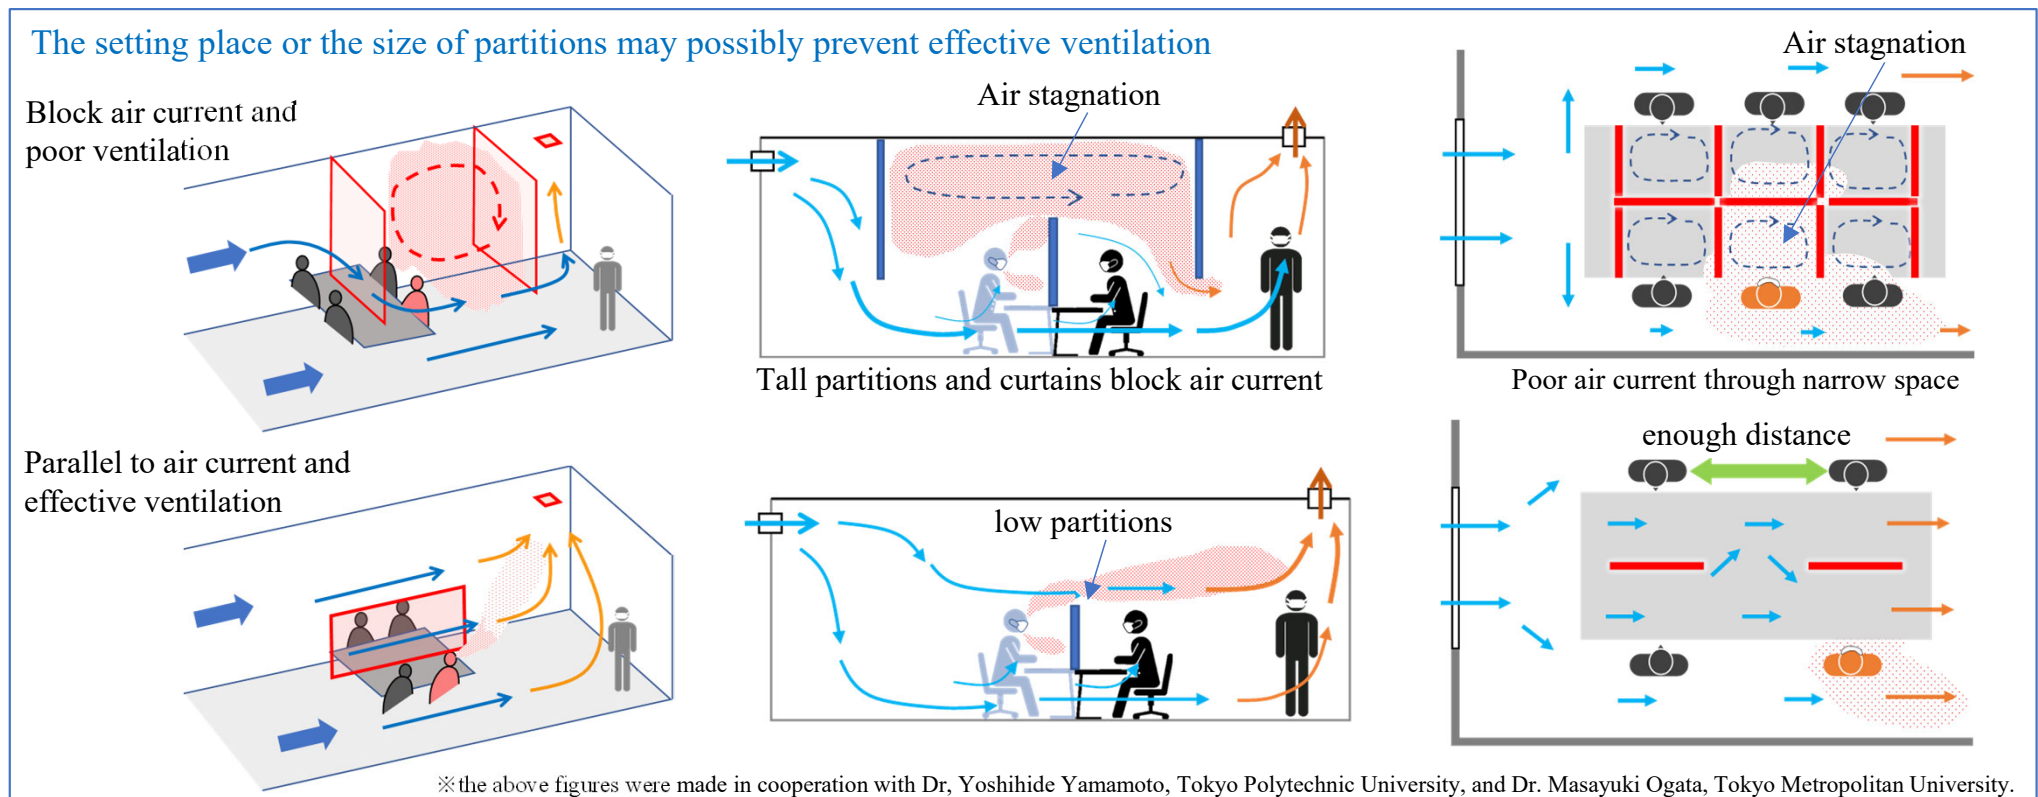 The setting place or the size of partitions may possibly prevent effective ventilation
Block air current and
poor ventilation
Air stagnation
Tall partitions and curtains block air current
Air stagnation
Poor air current through narrow space
Parallel to air current and
effective ventilation
low partitions
enough distance
※the above figures were made in cooperation with Dr, Yoshihide Yamamoto, Tokyo Polytechnic University, and Dr. Masayuki Ogata, Tokyo Metropolitan University.